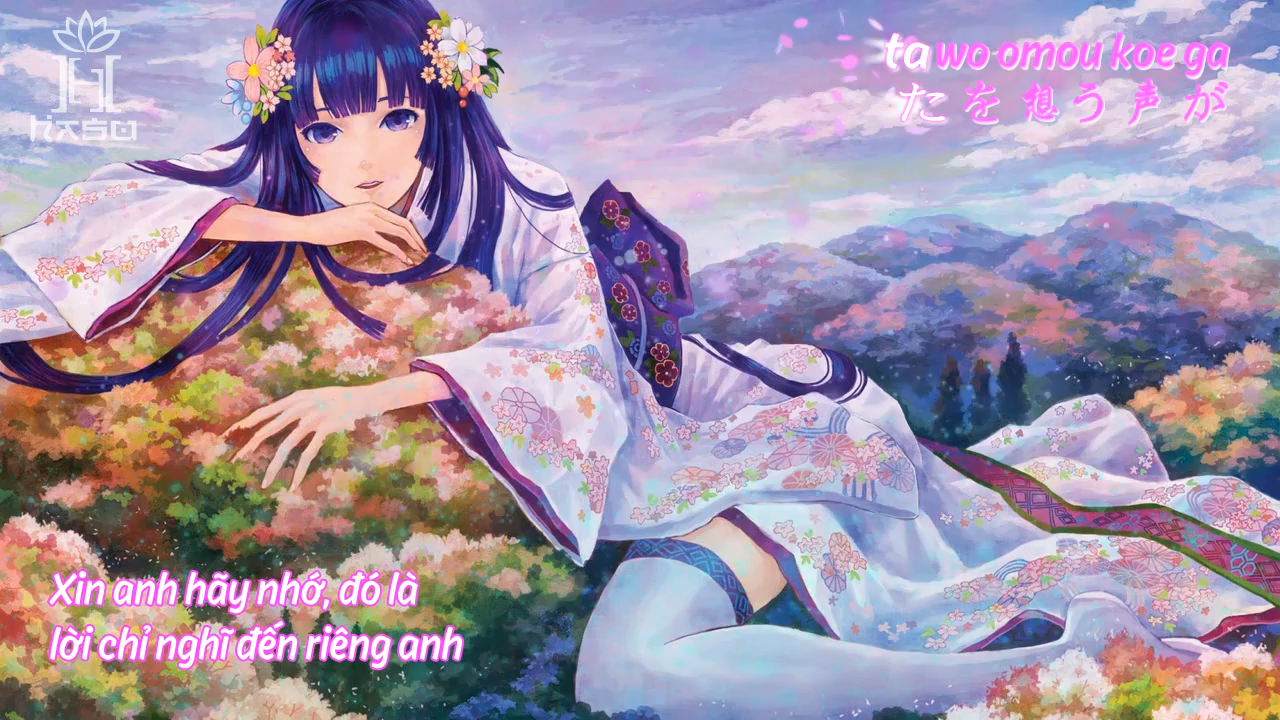 HASU
ta wo omou koe ga
たを想う声が
Xin anh hãy nhớ, đó là
lời chỉ nghĩ đến riêng anh